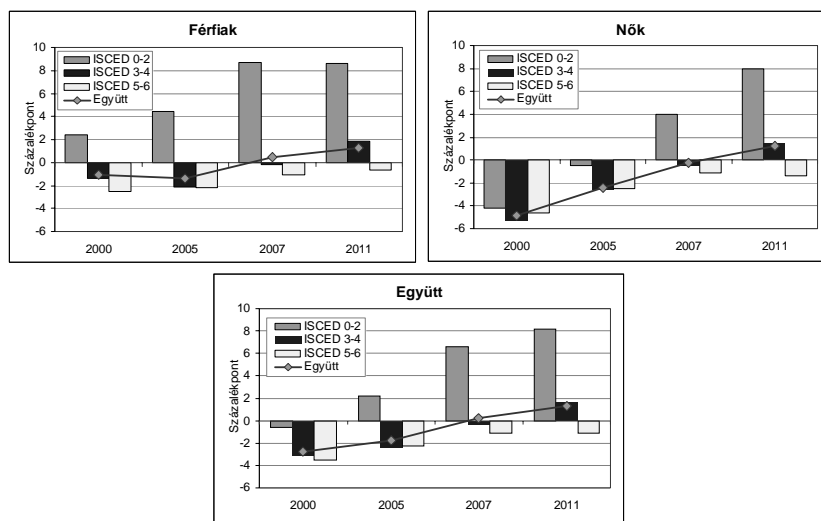 Férfiak
Százalékpont
10
8
6
4
2
0
-2
-4
-6
ISCED 0-2
ISCED 3-4
ISCED 5-6
Együtt
2000 2005 2007 2011
Nők
Százalékpont
10
8
6
4
2
0
-2
-4
-6
ISCED 0-2
ISCED 3-4
ISCED 5-6
Együtt
2000 2005 2007 2011
Együtt
Százalékpont
10
8
6
4
2
0
-2
-4
-6
ISCED 0-2
ISCED 3-4
ISCED 5-6
Együtt
2000 2005 2007 2011